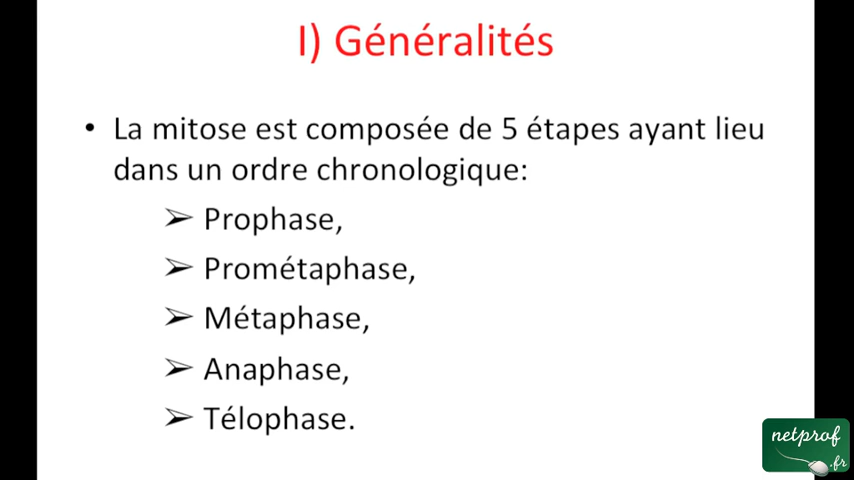 I) Généralités
• La mitose est composée de 5 étapes ayant lieu
dans un ordre chronologique:
➢ Prophase,
➢ Prométaphase,
➢ Métaphase,
➢ Anaphase,
➢ Télophase.
netprof
.fr